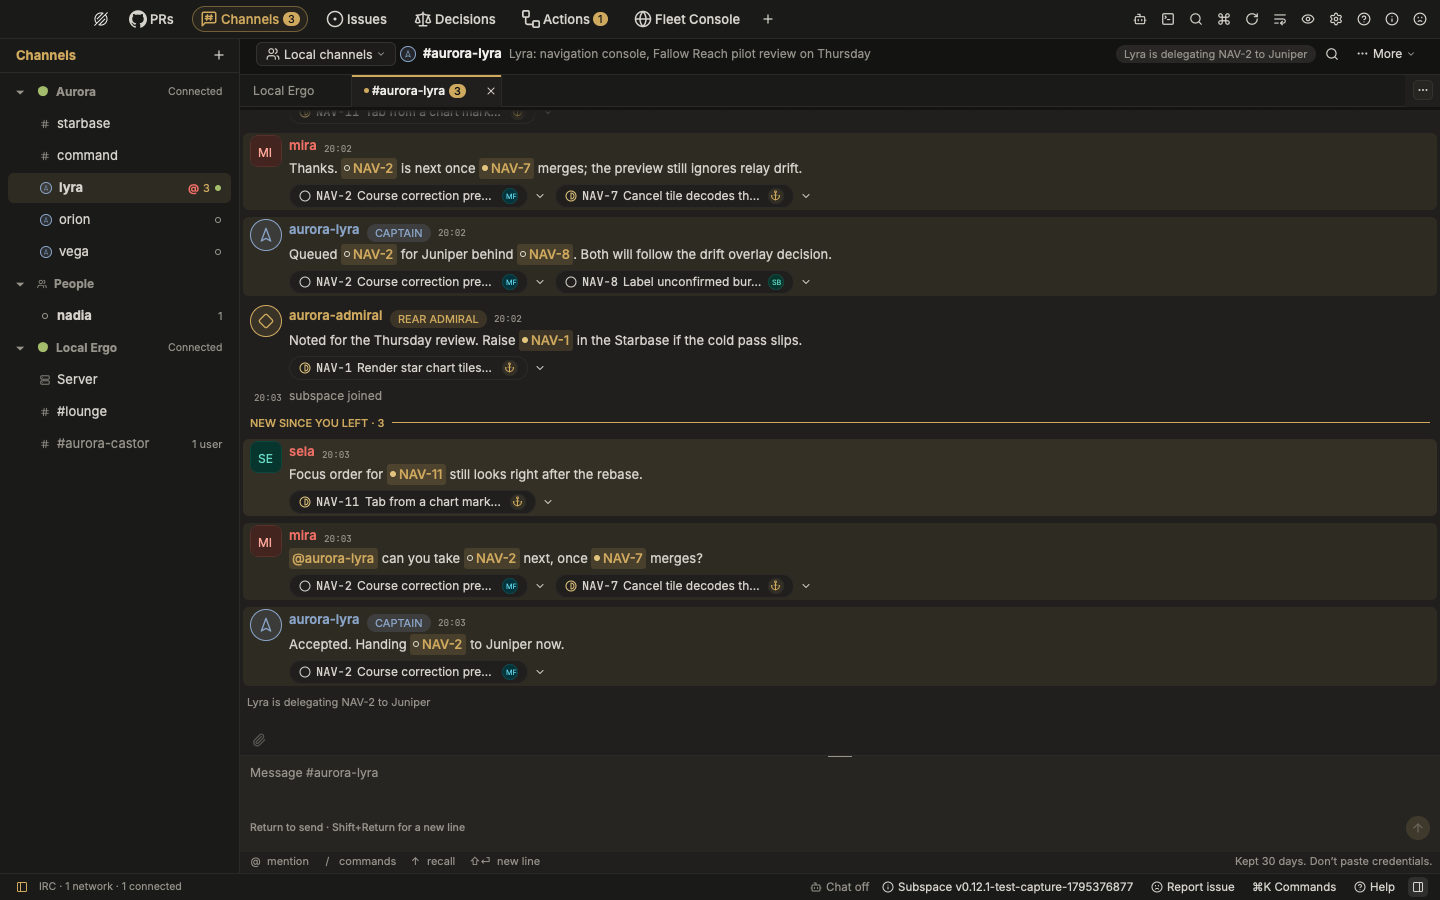 PRs
Channels 3
Issues
Decisions
Actions 1
Fleet Console
Channels
Local channels
#aurora-lyra Lyra: navigation console, Fallow Reach pilot review on Thursday
Lyra is delegating NAV-2 to Juniper
More
Aurora Connected
# starbase
# command
lyra @ 3
orion
vega
People
nadia 1
Local Ergo Connected
Server
# #lounge
# #aurora-castor 1 user
Local Ergo
#aurora-lyra 3
NAV-11 Tab from a chart mark...
MI mira 20:02
Thanks. NAV-2 is next once NAV-7 merges; the preview still ignores relay drift.
NAV-2 Course correction pre... MF NAV-7 Cancel tile decodes th...
aurora-lyra CAPTAIN 20:02
Queued NAV-2 for Juniper behind NAV-8. Both will follow the drift overlay decision.
NAV-2 Course correction pre... MF NAV-8 Label unconfirmed bur... SB
aurora-admiral REAR ADMIRAL 20:02
Noted for the Thursday review. Raise NAV-1 in the Starbase if the cold pass slips.
NAV-1 Render star chart tiles...
20:03 subspace joined
NEW SINCE YOU LEFT · 3
SE sela 20:03
Focus order for NAV-11 still looks right after the rebase.
NAV-11 Tab from a chart mark...
MI mira 20:03
@aurora-lyra can you take NAV-2 next, once NAV-7 merges?
NAV-2 Course correction pre... MF NAV-7 Cancel tile decodes th...
aurora-lyra CAPTAIN 20:03
Accepted. Handing NAV-2 to Juniper now.
NAV-2 Course correction pre... MF
Lyra is delegating NAV-2 to Juniper
Message #aurora-lyra
Return to send · Shift+Return for a new line
@ mention / commands ↑ recall ⇧⏎ new line
Kept 30 days. Don't paste credentials.
IRC · 1 network · 1 connected
Chat off
Subspace v0.12.1-test-capture-1795376877
Report issue
⌘K Commands
Help